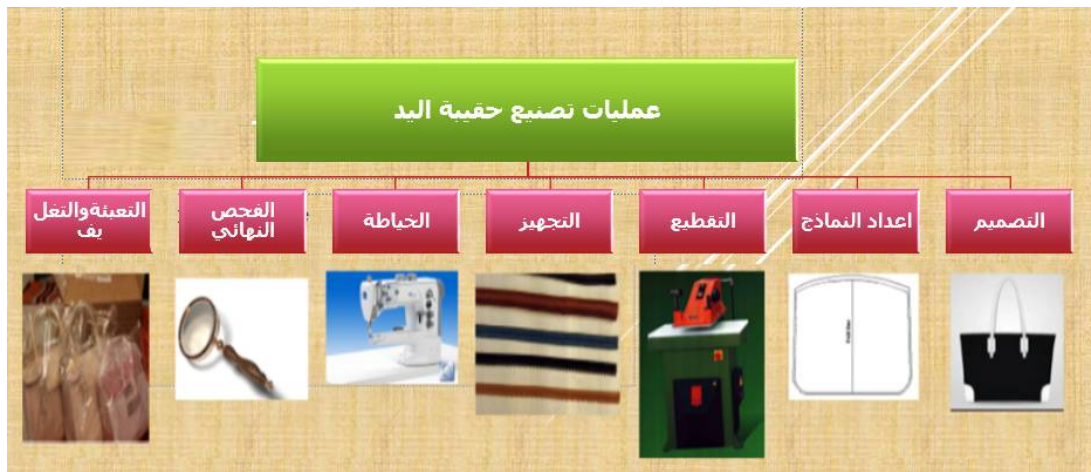 عمليات تصنيع حقيبة اليد
التصميم
اعداد النماذج
التقطيع
التجهيز
الخياطة
الفحص
النهائي
التعبئةوالتغل
يف